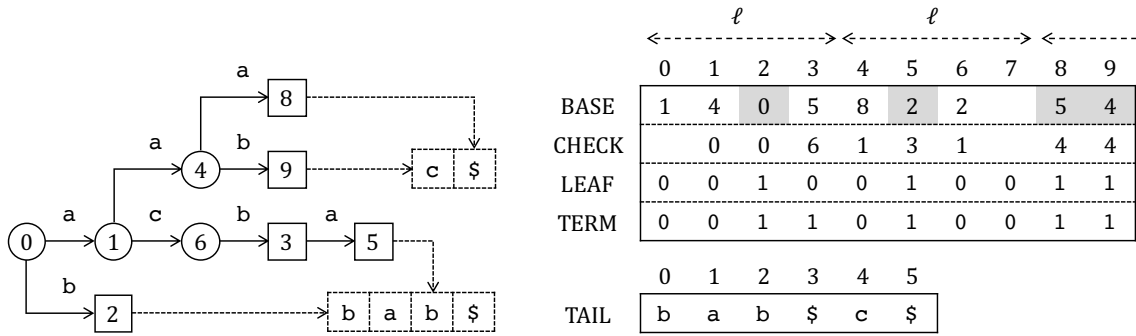 a
8
a
b
4
9
c $
a
c
b
a
0
1
6
3
5
b
2
b a b $
ℓ ℓ
0 1 2 3 4 5 6 7 8 9
BASE 1 4 0 5 8 2 2 5 4
CHECK 0 0 6 1 3 1 4 4
LEAF 0 0 1 0 0 1 0 0 1 1
TERM 0 0 1 1 0 1 0 0 1 1
0 1 2 3 4 5
TAIL b a b $ c $